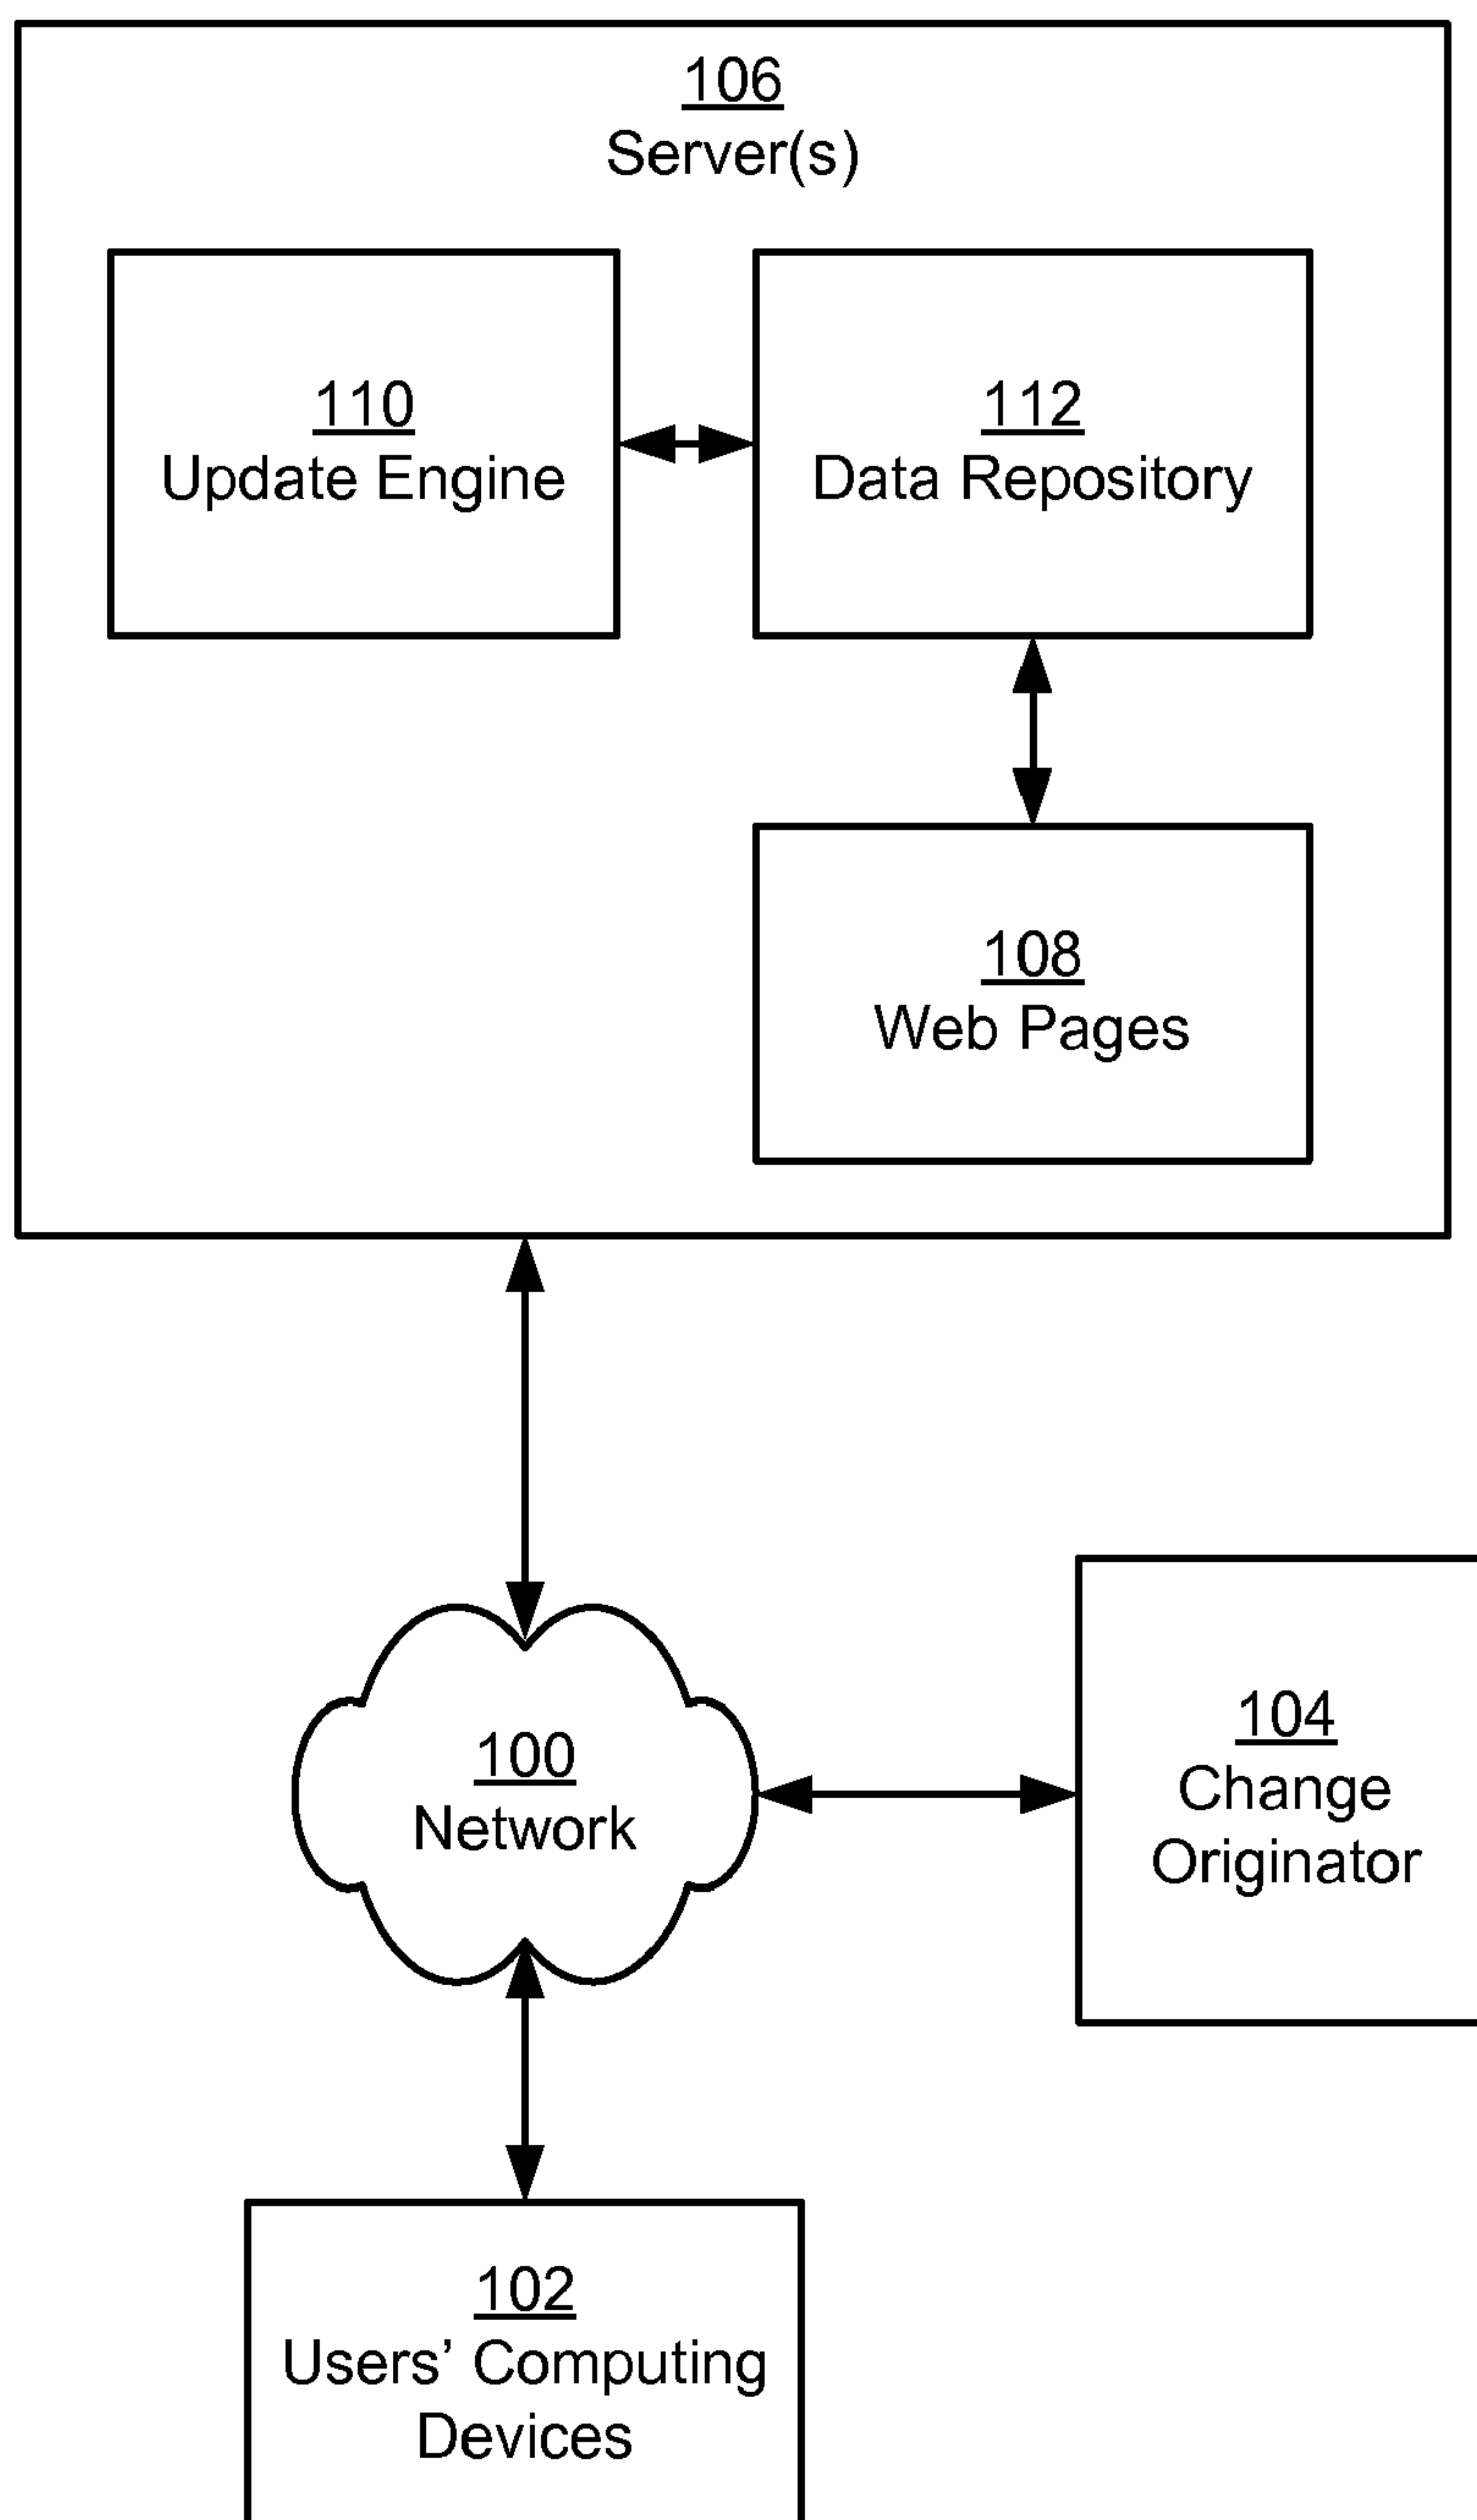 106
Server(s)
110
Update Engine
112
Data Repository
108
Web Pages
100
Network
104
Change
Originator
102
Users’ Computing
Devices